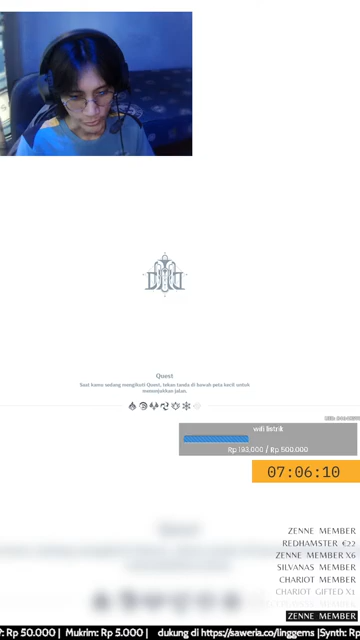 Quest
Saat kamu sedang mengikuti Quest, tekan tanda di bawah peta kecil untuk
menunjukkan jalan.
wifi listrik
Rp 193.000 / Rp 500.000
07:06:10
ZENNE MEMBER
REDHAMSTER €22
ZENNE MEMBER X6
SILVANAS MEMBER
CHARIOT MEMBER
CHARIOT GIFTED X1
ZENNE MEMBER
?: Rp 50.000 | Mukrim: Rp 5.000 | dukung di https://saweria.co/linggems |Synth: Rp